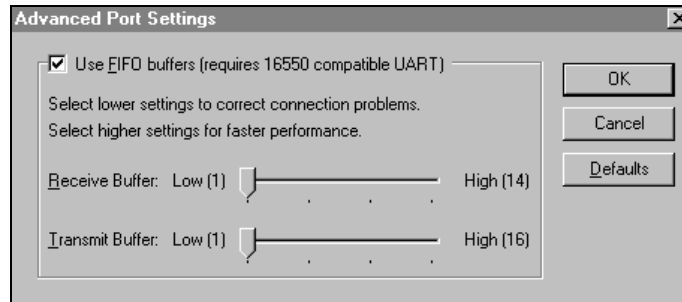 Advanced Port Settings
Use FIFO buffers (requires 16550 compatible UART)
Select lower settings to correct connection problems.
Select higher settings for faster performance.
Receive Buffer: Low (1) High (14)
Transmit Buffer: Low (1) High (16)
OK
Cancel
Defaults